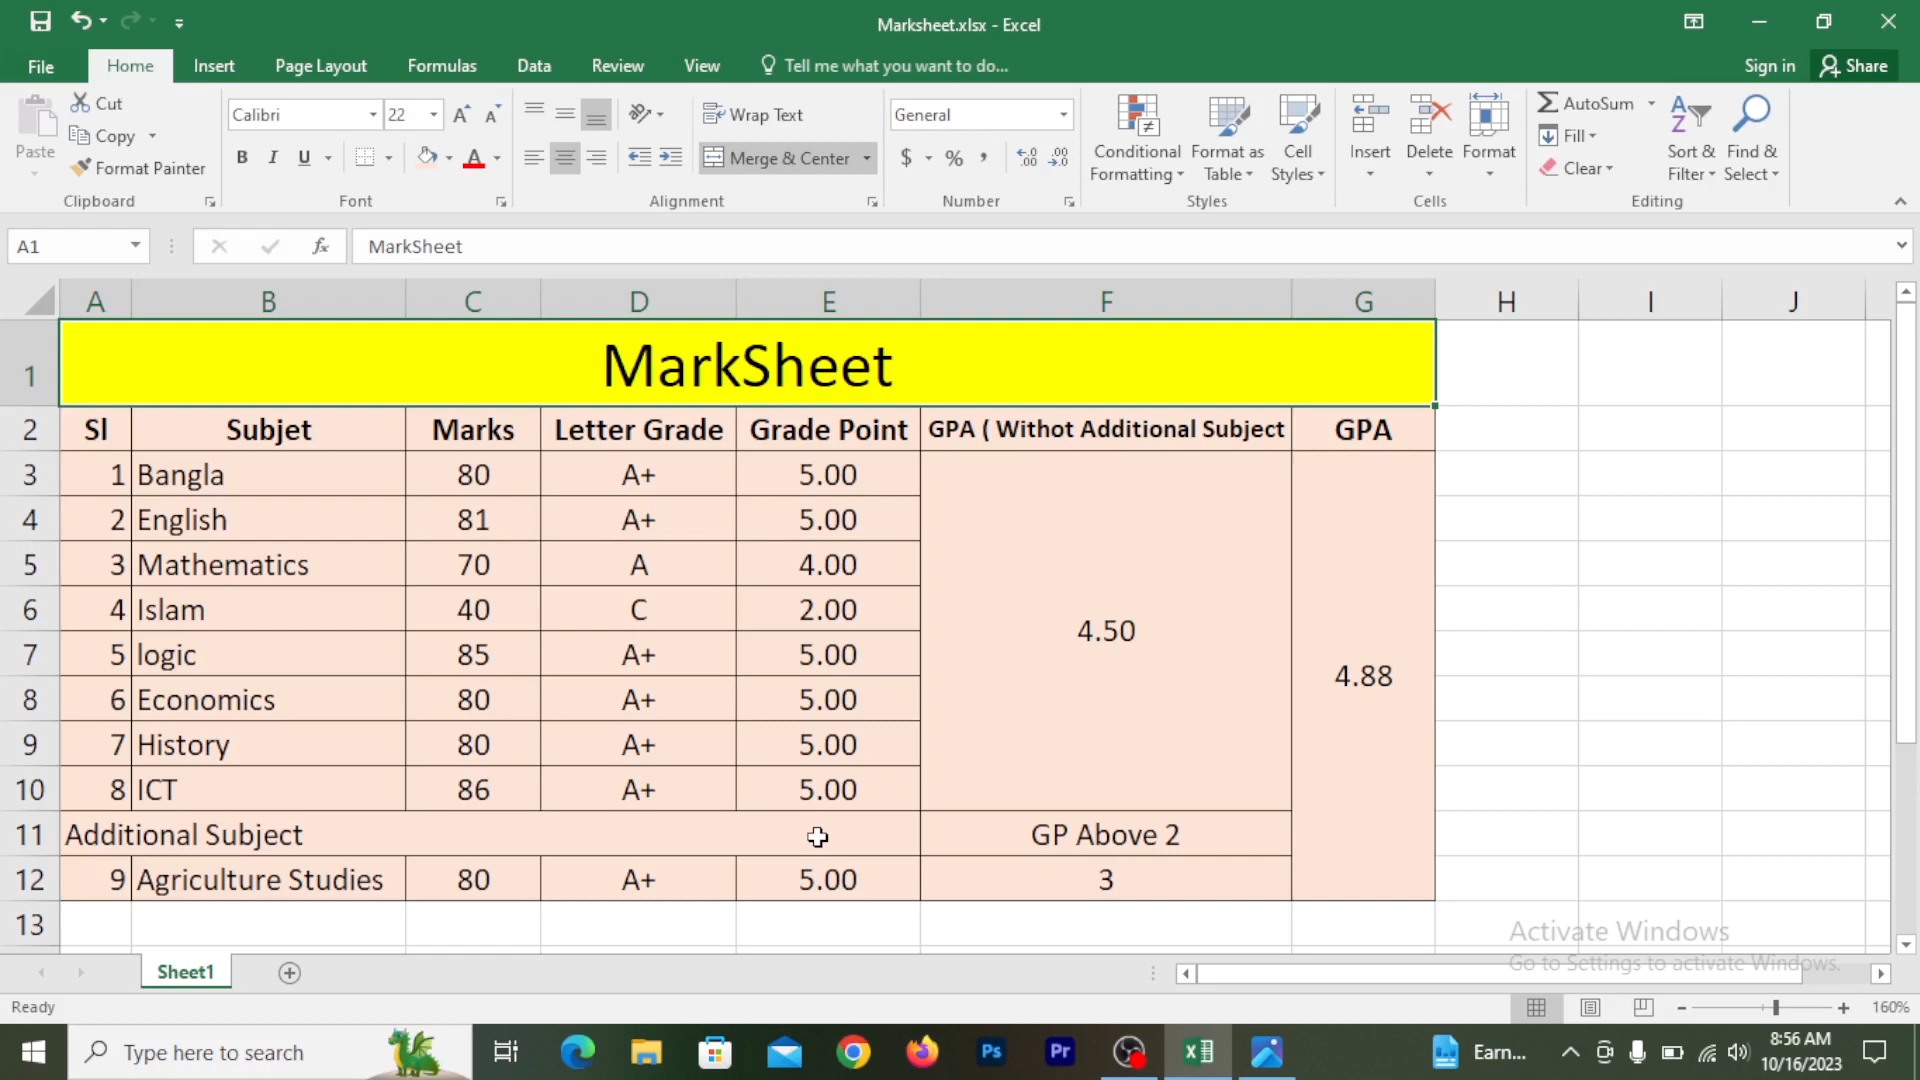 Marksheet.xlsx - Excel
File Home Insert Page Layout Formulas Data Review View Tell me what you want to do... Sign in Share
Paste
Cut
Copy
Format Painter
Clipboard
Calibri 22
B I U
Font
Wrap Text
Merge & Center
Alignment
General
$ % ,
Number
Conditional Formatting
Format as Table
Cell Styles
Styles
Insert Delete Format
Cells
AutoSum
Fill
Clear
Sort & Filter
Find & Select
Editing
A1 fx MarkSheet
A B C D E F G H I J
1 MarkSheet
2 Sl Subjet Marks Letter Grade Grade Point GPA ( Withot Additional Subject GPA
3 1 Bangla 80 A+ 5.00
4 2 English 81 A+ 5.00
5 3 Mathematics 70 A 4.00
6 4 Islam 40 C 2.00
4.50
7 5 logic 85 A+ 5.00
4.88
8 6 Economics 80 A+ 5.00
9 7 History 80 A+ 5.00
10 8 ICT 86 A+ 5.00
11 Additional Subject GP Above 2
12 9 Agriculture Studies 80 A+ 5.00 3
13
Activate Windows
Go to Settings to activate Windows.
Sheet1
Ready 160%
Type here to search Ps Pr Earn... 8:56 AM
10/16/2023